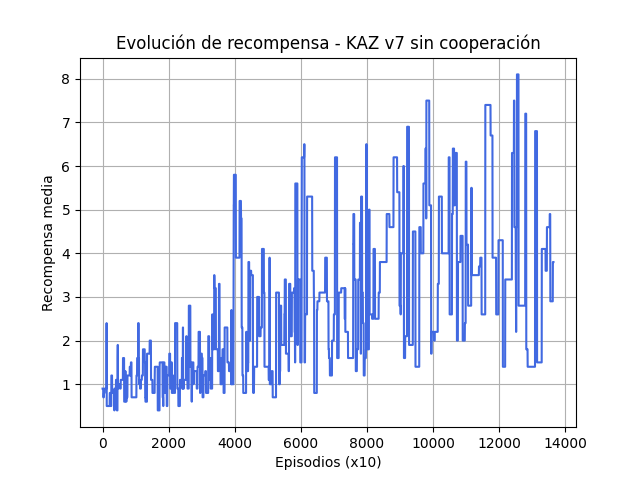 Evolución de recompensa - KAZ v7 sin cooperación
Recompensa media
8
7
6
5
4
3
2
1
0 2000 4000 6000 8000 10000 12000 14000
Episodios (x10)